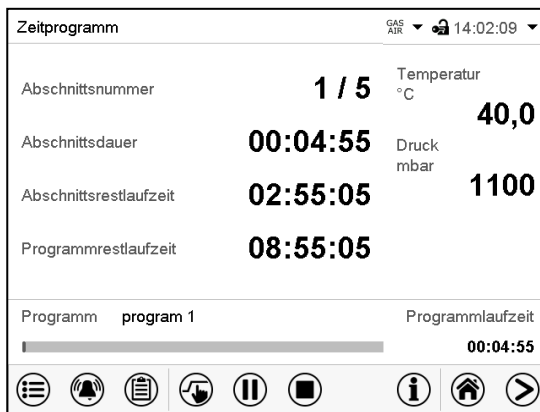 Zeitprogramm GAS AIR 14:02:09
Abschnittsnummer 1 / 5
Abschnittsdauer 00:04:55
Abschnittsrestlaufzeit 02:55:05
Programmrestlaufzeit 08:55:05
Temperatur
°C
40,0
Druck
mbar
1100
Programm program 1 Programmlaufzeit
00:04:55